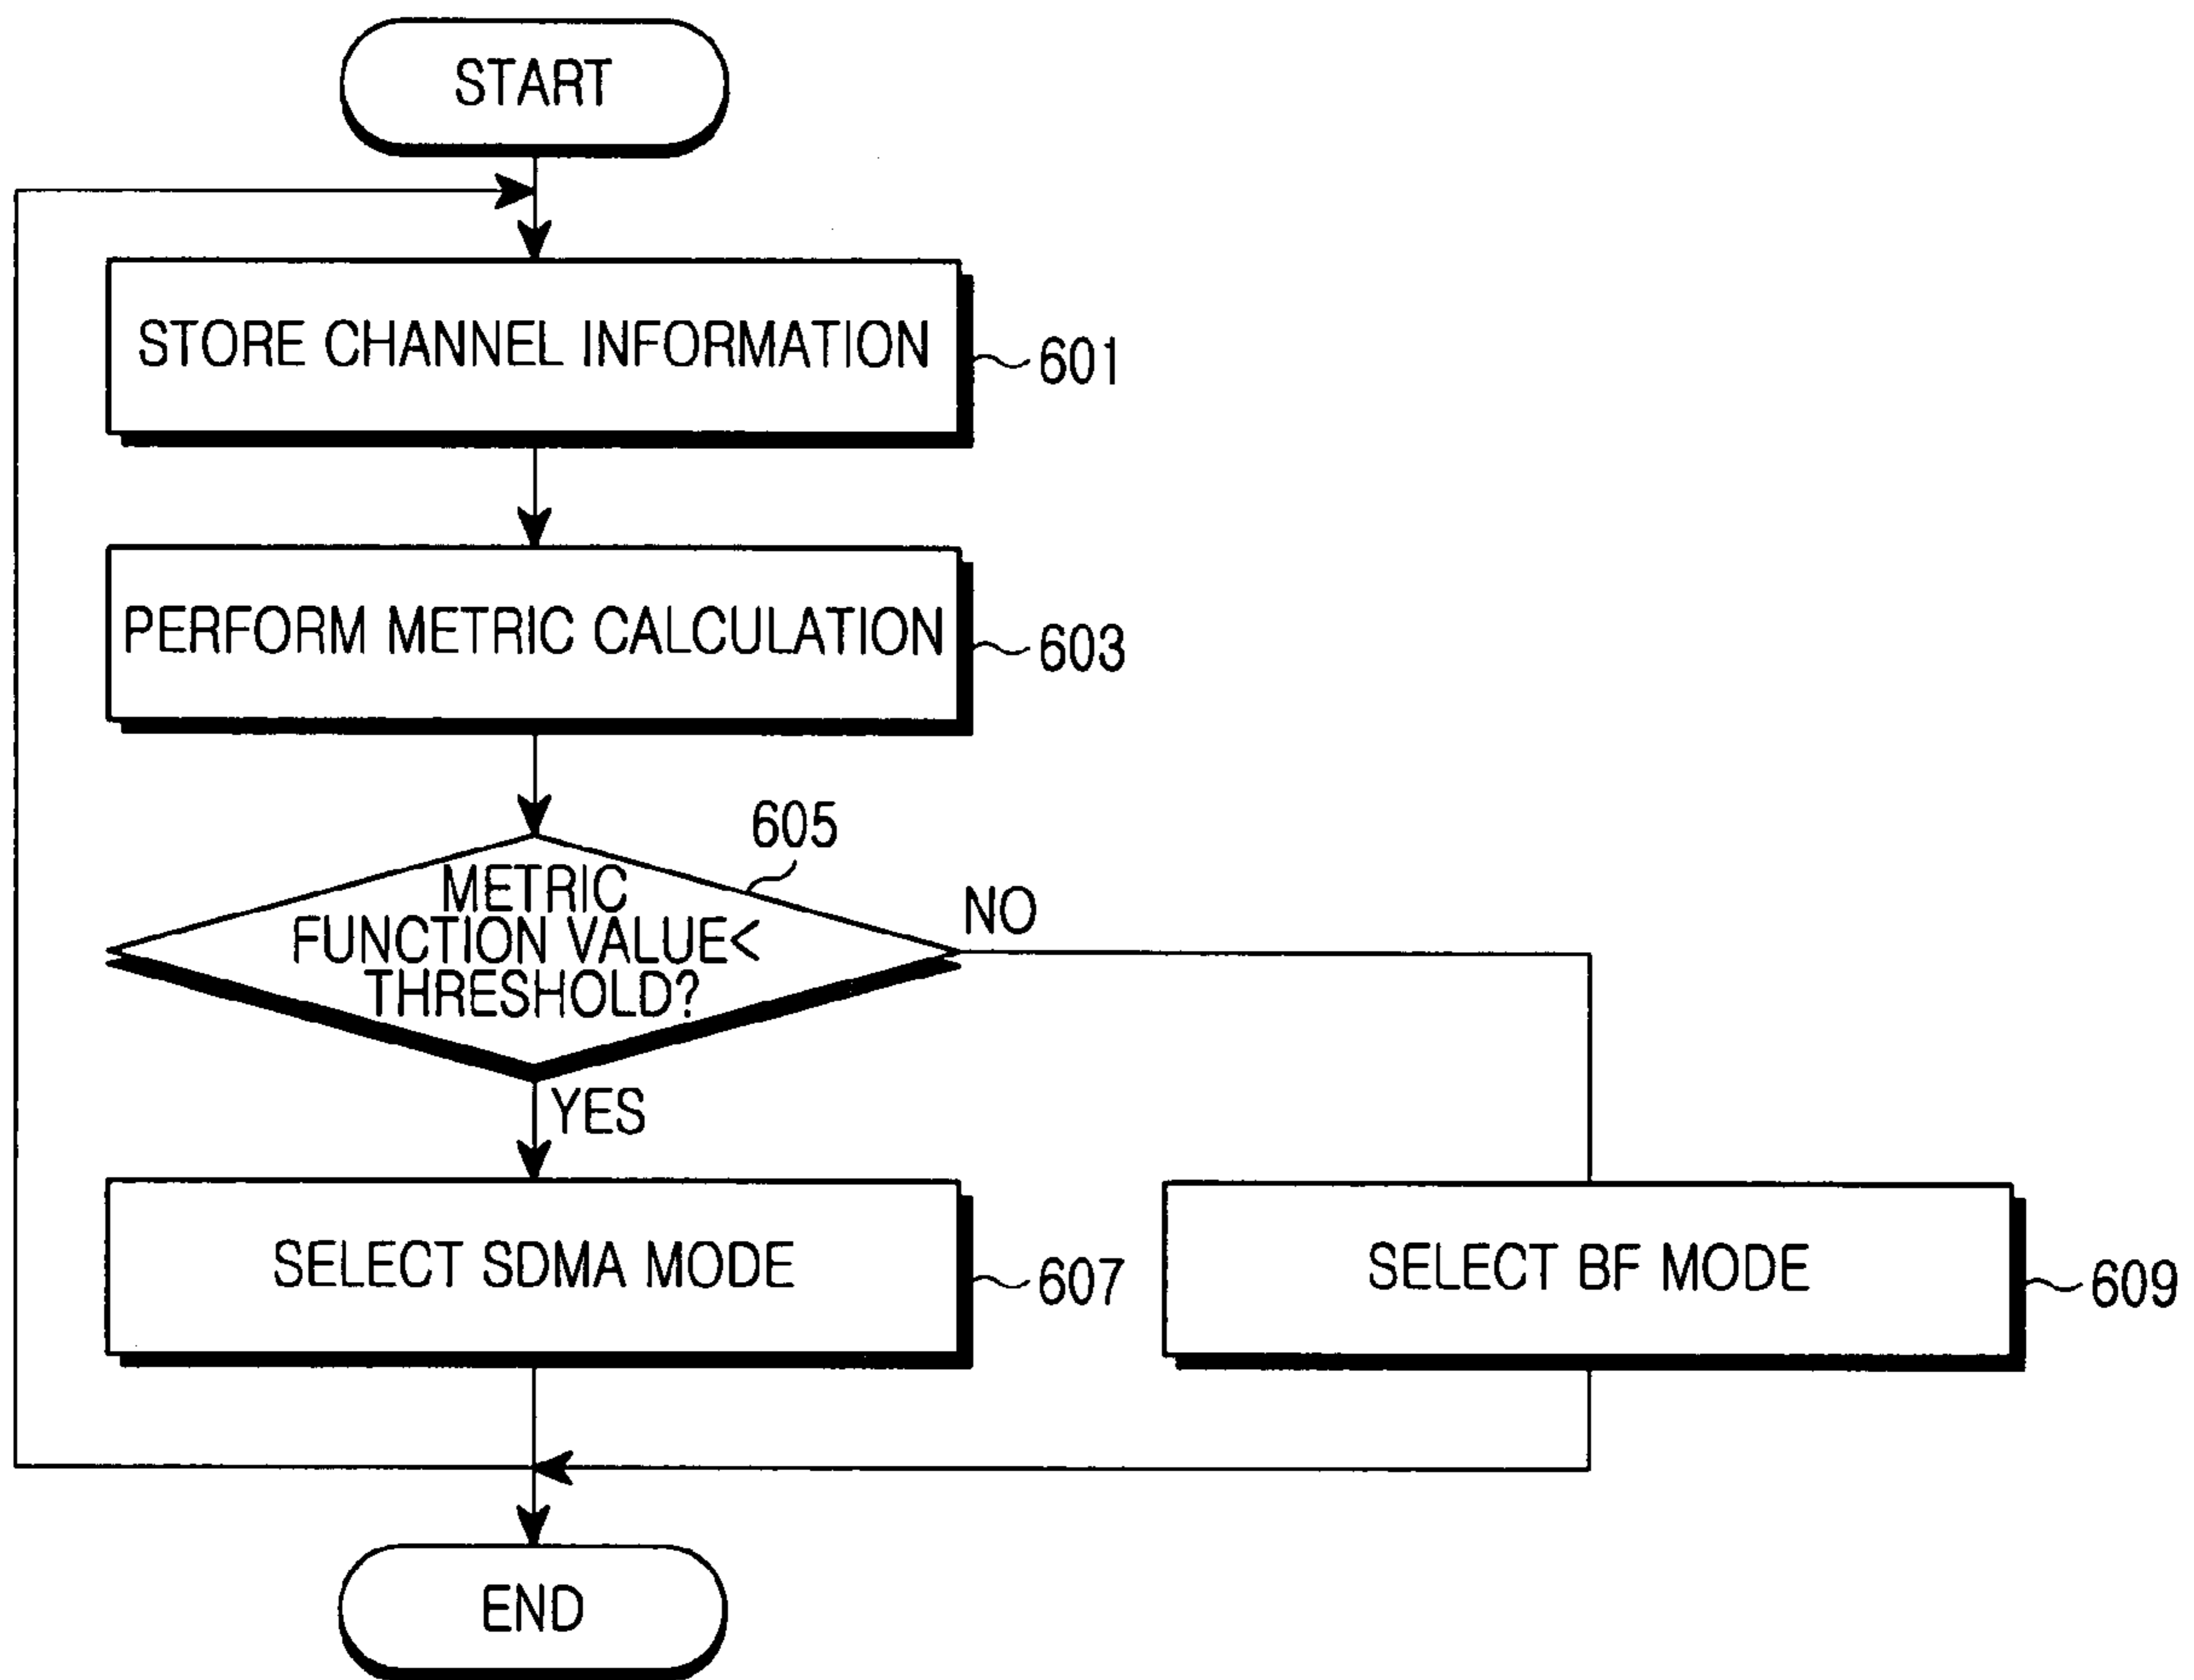 START
STORE CHANNEL INFORMATION
601
PERFORM METRIC CALCULATION
603
605
METRIC
FUNCTION VALUE<
THRESHOLD?
NO
YES
SELECT SDMA MODE
607
SELECT BF MODE
609
END